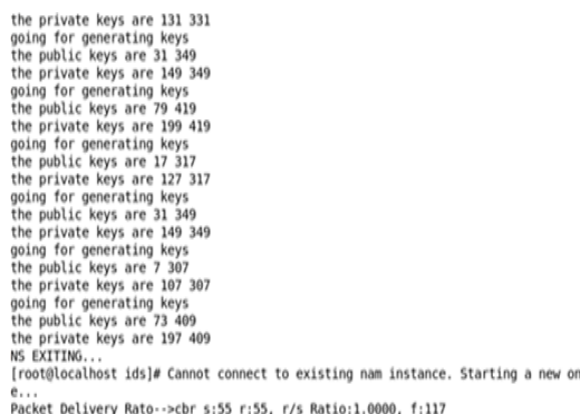 the private keys are 131 331
going for generating keys
the public keys are 31 349
the private keys are 149 349
going for generating keys
the public keys are 79 419
the private keys are 199 419
going for generating keys
the public keys are 17 317
the private keys are 127 317
going for generating keys
the public keys are 31 349
the private keys are 149 349
going for generating keys
the public keys are 7 307
the private keys are 107 307
going for generating keys
the public keys are 73 409
the private keys are 197 409
NS EXITING...
[root@localhost ids]# Cannot connect to existing nam instance. Starting a new on
e...
Packet Delivery Rato-->cbr s:55 r:55, r/s Ratio:1.0000, f:117